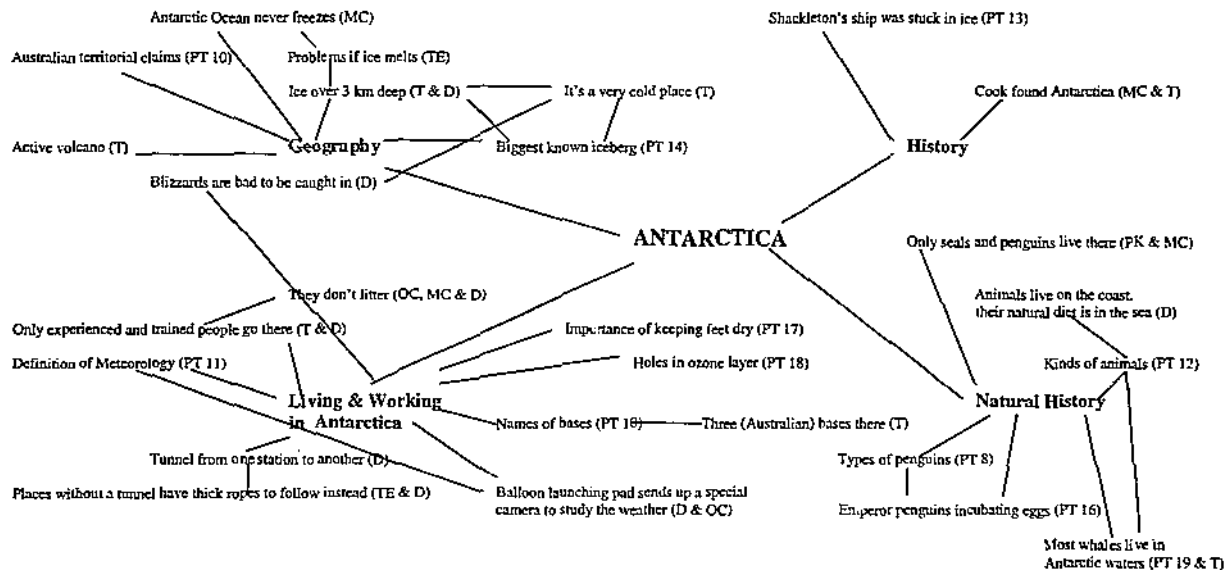 Antarctic Ocean never freezes (MC)
Shackleton's ship was stuck in ice (PT 13)
Australian territorial claims (PT 10)
Problems if ice melts (TE)
Ice over 3 km deep (T & D)
It's a very cold place (T)
Cook found Antarctica (MC & T)
Active volcano (T)
Geography
Biggest known iceberg (PT 14)
History
Blizzards are bad to be caught in (D)
ANTARCTICA
Only seals and penguins live there (PK & MC)
They don't litter (OC, MC & D)
Animals live on the coast,
their natural diet is in the sea (D)
Only experienced and trained people go there (T & D)
Importance of keeping feet dry (PT 17)
Definition of Meteorology (PT 11)
Holes in ozone layer (PT 18)
Kinds of animals (PT 12)
Living & Working
in Antarctica
Natural History
Names of bases (PT 18)
Three (Australian) bases there (T)
Tunnel from one station to another (D)
Types of penguins (PT 8)
Places without a tunnel have thick ropes to follow instead (TE & D)
Balloon launching pad sends up a special
camera to study the weather (D & OC)
Emperor penguins incubating eggs (PT 16)
Most whales live in
Antarctic waters (PT 19 & T)